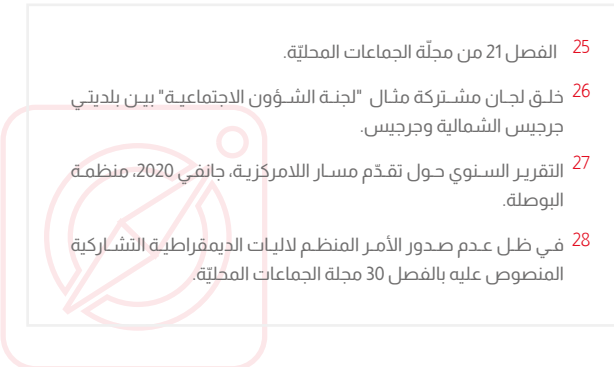 25 الفصل 21 من مجلّة الجماعات المحليّة.
26 خلق لجان مشتركة مثال "لجنة الشؤون الاجتماعية" بين بلديتي
جرجيس الشمالية وجرجيس.
27 التقرير السنوي حول تقدّم مسار اللامركزية، جانفي 2020، منظمة
البوصلة.
28 في ظل عدم صدور الأمر المنظم لاليات الديمقراطية التشاركية
المنصوص عليه بالفصل 30 مجلة الجماعات المحليّة.